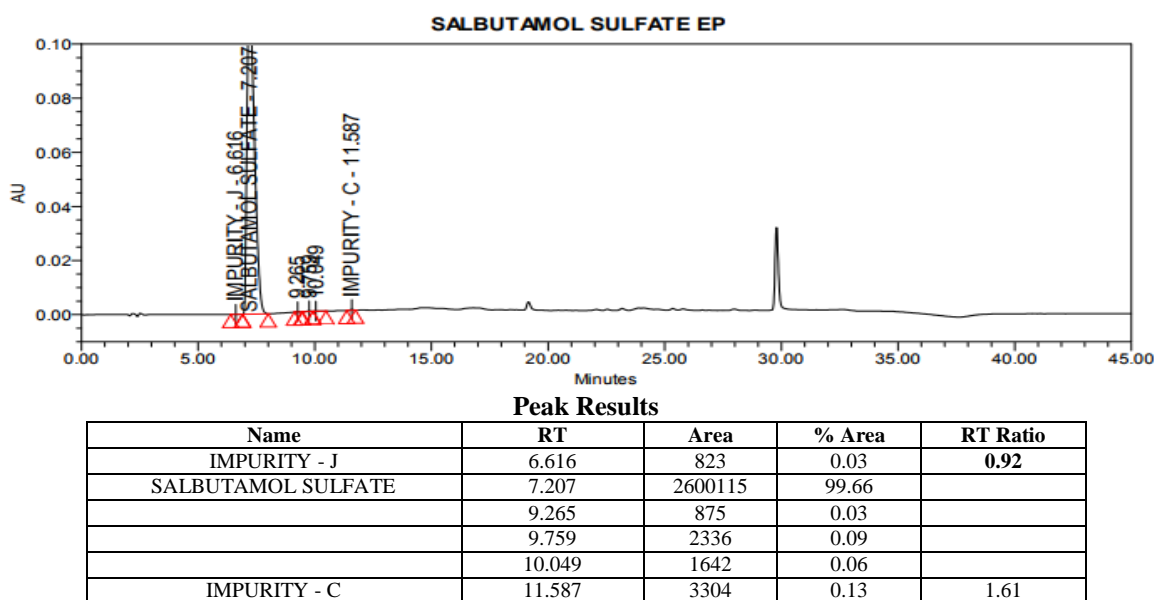 SALBUTAMOL SULFATE EP
AU
0.10
0.08
0.06
0.04
0.02
0.00
IMPURITY - J - 6.616
SALBUTAMOL SULFATE - 7.207
9.265
9.759
10.049
IMPURITY - C - 11.587
0.00 5.00 10.00 15.00 20.00 25.00 30.00 35.00 40.00 45.00
Minutes
Peak Results
Name RT Area % Area RT Ratio
IMPURITY - J 6.616 823 0.03 0.92
SALBUTAMOL SULFATE 7.207 2600115 99.66
9.265 875 0.03
9.759 2336 0.09
10.049 1642 0.06
IMPURITY - C 11.587 3304 0.13 1.61